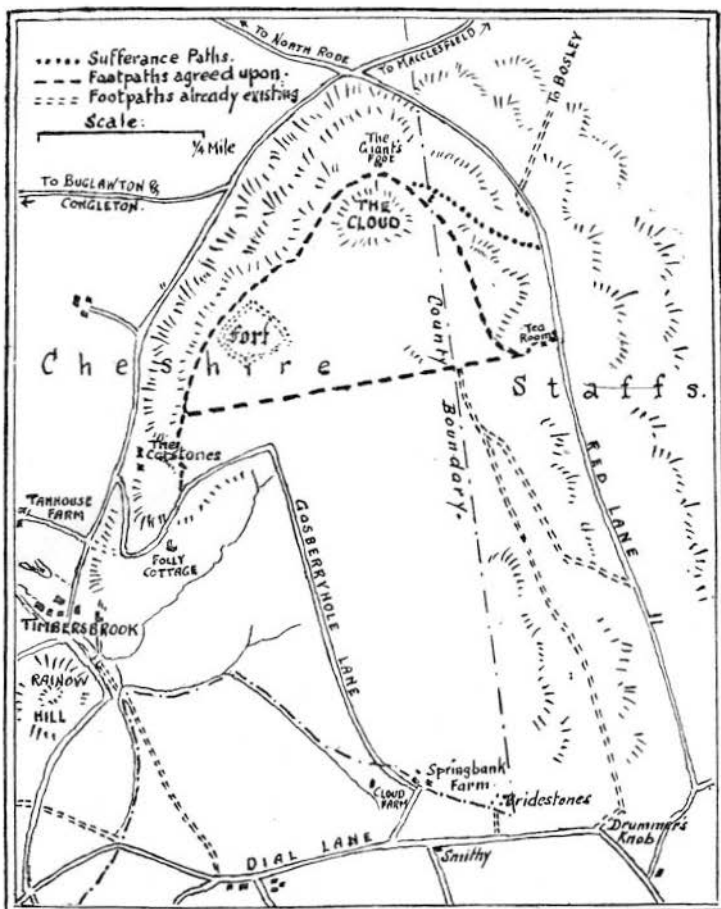 TO NORTH RODE
TO MACCLESFIELD
Sufferance Paths.
Footpaths agreed upon.
Footpaths already existing
Scale:
¼ Mile
TO BOSLEY
The
Giant's
TO BUGLAWTON &
CONGLETON.
THE
CLOUD
Fort
County
Boundary.
Tea
Rooms
Cheshire
Staffs.
The
Catstones
RED LANE
TANHOUSE
FARM
GOSBERRYHOLE LANE
FOLLY
COTTAGE
TIMBERSBROOK
RAINOW
HILL
Springbank
Farm
CLOUD FARM
Bridestones
Drummers
Knob
DIAL LANE
Smithy